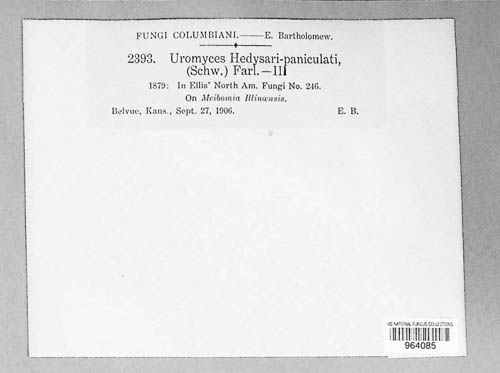 FUNGI COLUMBIANI.——E. Bartholomew.
2393. Uromyces Hedysari-paniculati,
(Schw.) Farl.—III
1879: In Ellis' North Am. Fungi No. 246.
On Meibomia Illinœnsis.
Belvue, Kans., Sept. 27, 1906. E. B.
US NATIONAL FUNGUS COLLECTIONS
964085